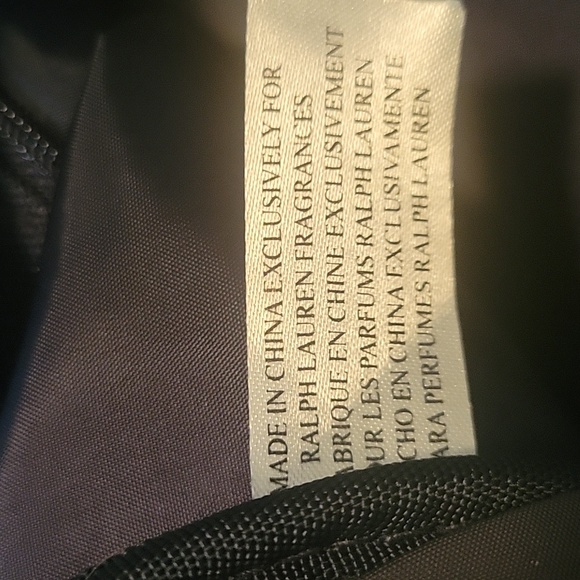 MADE IN CHINA EXCLUSIVELY FOR
RALPH LAUREN FRAGRANCES
ABRIQUE EN CHINE EXCLUSIVEMENT
UR LES PARFUMS RALPH LAUREN
CHO EN CHINA EXCLUSIVAMENTE
ARA PERFUMES RALPH LAUREN